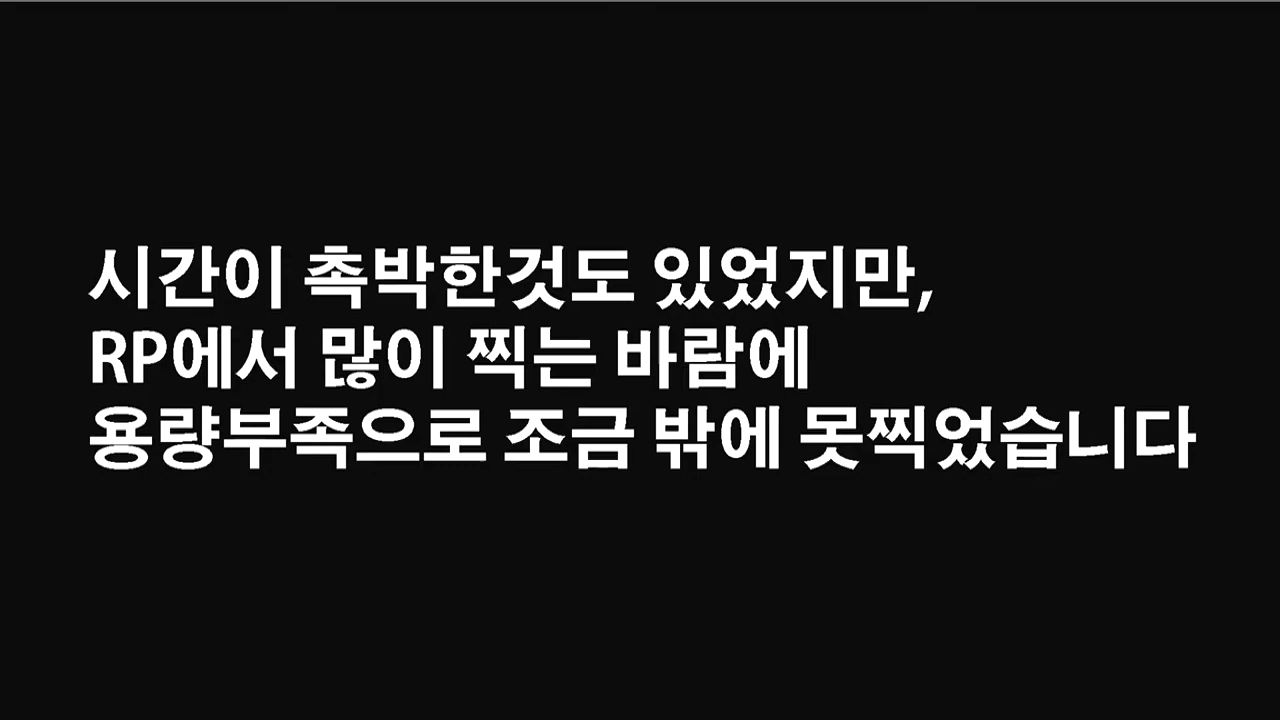 시간이 촉박한것도 있었지만,
RP에서 많이 찍는 바람에
용량부족으로 조금 밖에 못찍었습니다